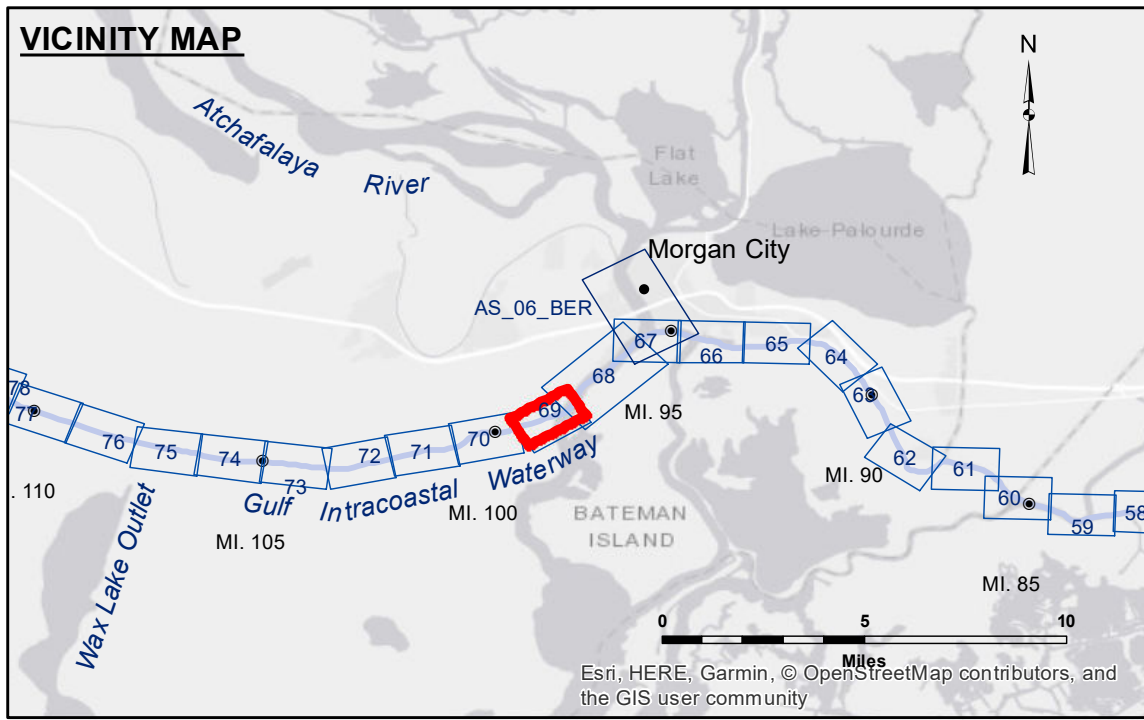 VICINITY MAP
N
Atchafalaya
River
Flat
Lake
Lake Palourde
Morgan City
AS_06_BER
67
66
65
64
63
68
69
MI. 95
70
78
77
76
75
74
73
72
71
62
61
60
59
58
Waterway
Intracoastal
Gulf
. 110
Wax Lake Outlet
MI. 105
MI. 100
MI. 90
BATEMAN
ISLAND
MI. 85
0 5 10
Miles
Esri, HERE, Garmin, © OpenStreetMap contributors, and
the GIS user community